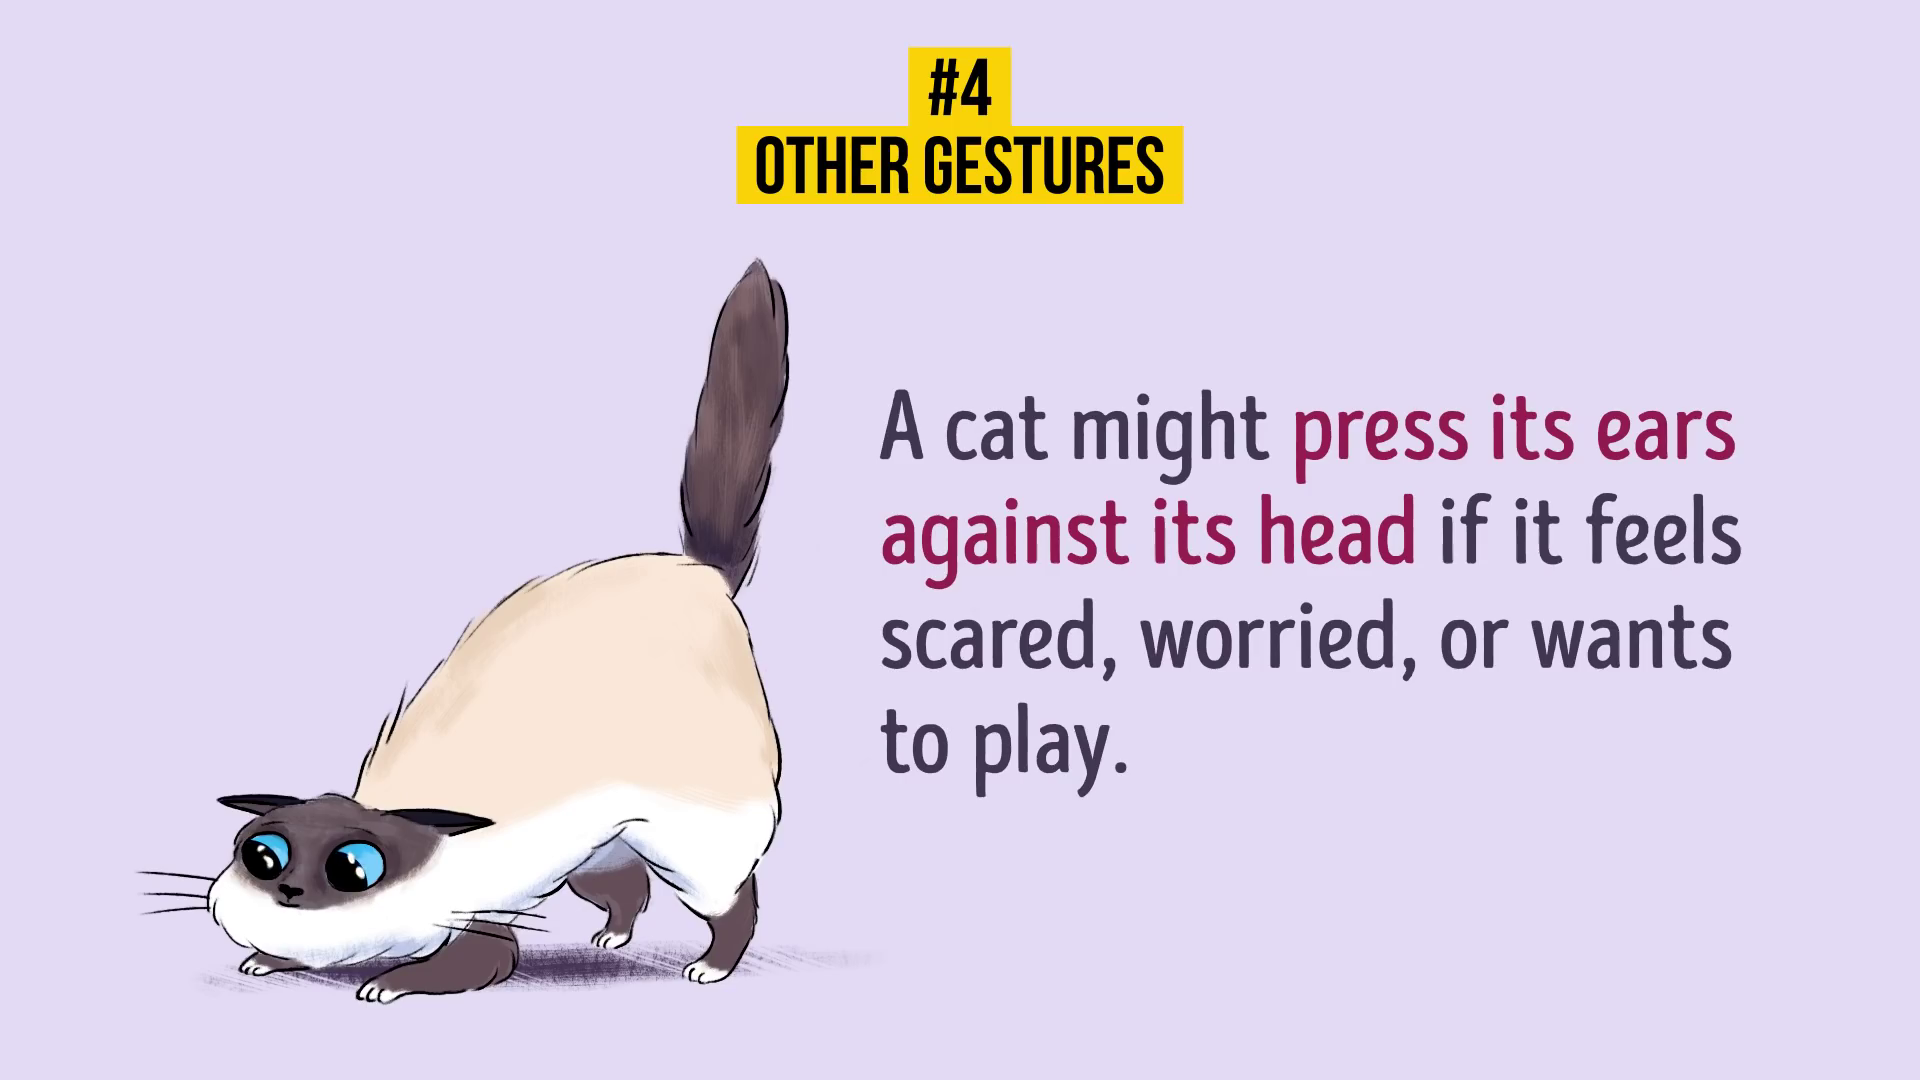 #4
OTHER GESTURES
A cat might press its ears
against its head if it feels
scared, worried, or wants
to play.